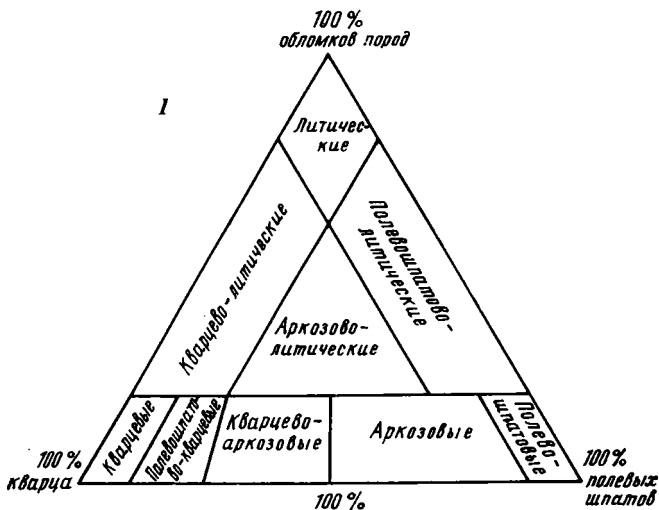 100 %
обломков пород
I
Литичес-
кие
Кварцево-литические
Полевошпатово-
литические
Аркозово-
литические
Кварцевые
Полевошпато-
во-кварцевые
Кварцево-
аркозовые
Аркозовые
Полево-
шпатовые
100 %
кварца
100 %
100 %
полевых
шпатов